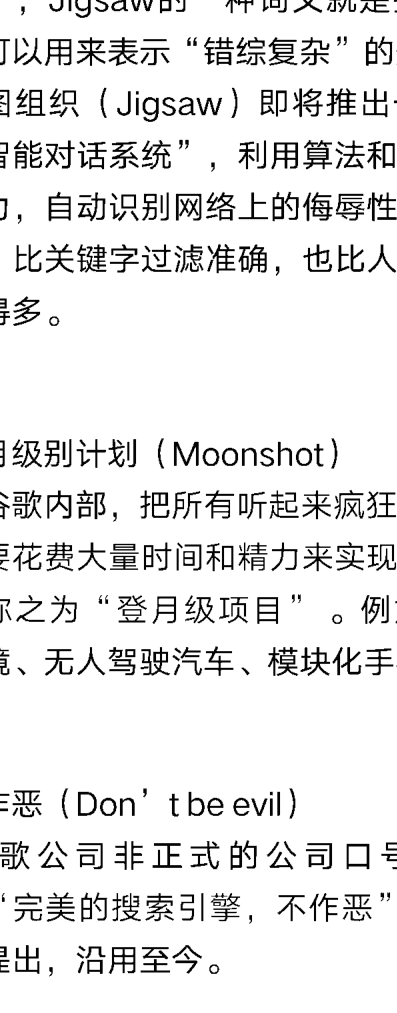 ，Jigsaw的一种词义就是
可以用来表示“错综复杂”的
图组织（Jigsaw）即将推出
智能对话系统”，利用算法和
力，自动识别网络上的侮辱性
比关键字过滤准确，也比人
得多。
月级别计划（Moonshot）
谷歌内部，把所有听起来疯狂
要花费大量时间和精力来实现
称之为“登月级项目”。例
镜、无人驾驶汽车、模块化手
作恶（Don’t be evil）
歌公司非正式的公司口号
“完美的搜索引擎，不作恶”
提出，沿用至今。